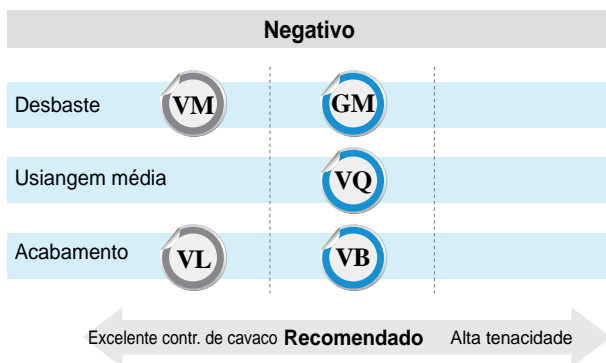 Negativo
Desbaste VM GM
Usiangem média VQ
Acabamento VL VB
Excelente contr. de cavaco Recomendado Alta tenacidade